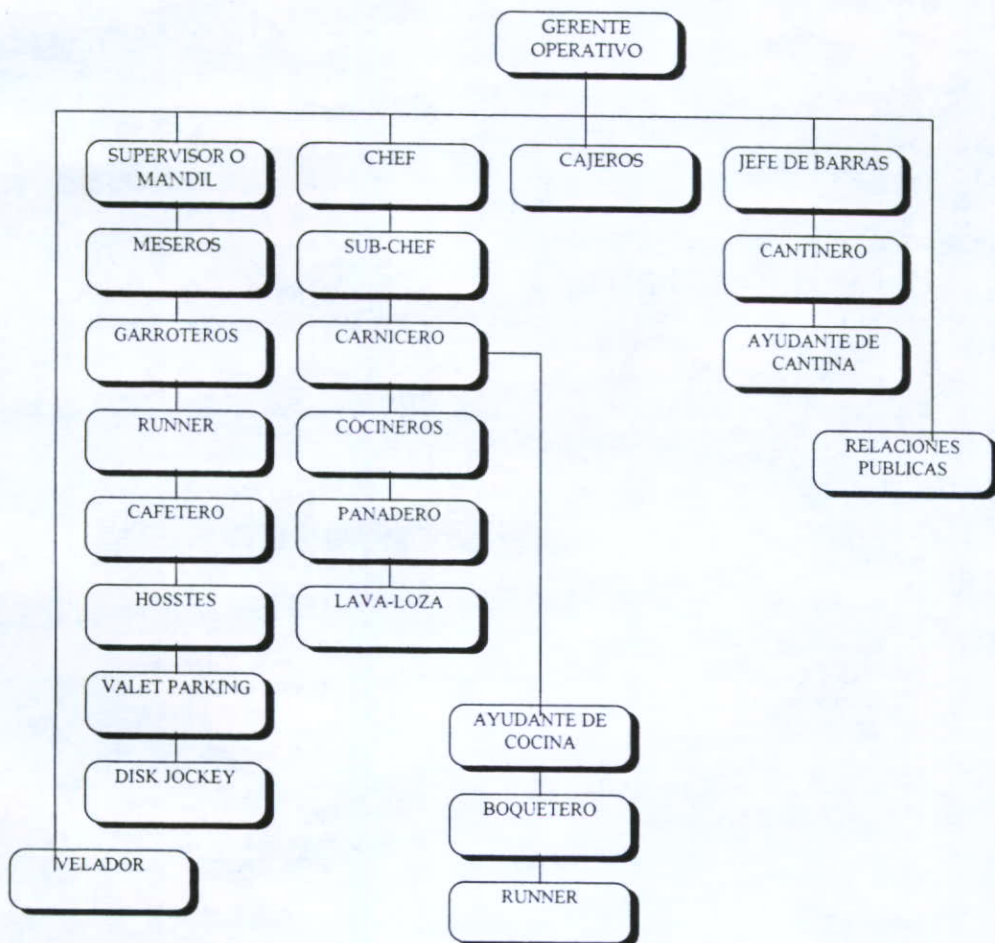 GERENTE
OPERATIVO
SUPERVISOR O
MANDIL
CHEF
CAJEROS
JEFE DE BARRAS
MESEROS
SUB-CHEF
CANTINERO
GARROTEROS
CARNICERO
AYUDANTE DE
CANTINA
RUNNER
COCINEROS
RELACIONES
PUBLICAS
CAFETERO
PANADERO
HOSSTES
LAVA-LOZA
VALET PARKING
AYUDANTE DE
COCINA
DISK JOCKEY
BOQUETERO
VELADOR
RUNNER